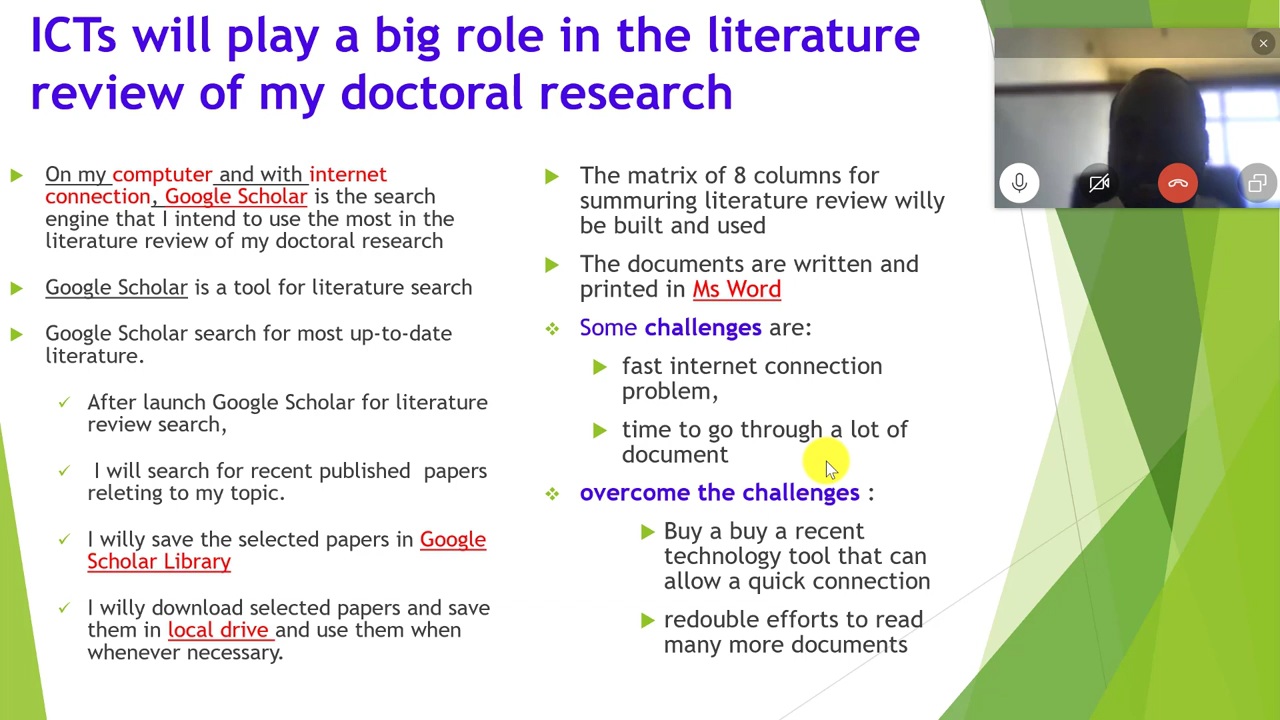 ICTs will play a big role in the literature
review of my doctoral research
On my comptuter and with internet
connection, Google Scholar is the search
engine that I intend to use the most in the
literature review of my doctoral research
Google Scholar is a tool for literature search
Google Scholar search for most up-to-date
literature.
After launch Google Scholar for literature
review search,
I will search for recent published papers
releting to my topic.
I willy save the selected papers in Google
Scholar Library
I willy download selected papers and save
them in local drive and use them when
whenever necessary.
The matrix of 8 columns for
summuring literature review willy
be built and used
The documents are written and
printed in Ms Word
Some challenges are:
fast internet connection
problem,
time to go through a lot of
document
overcome the challenges :
Buy a buy a recent
technology tool that can
allow a quick connection
redouble efforts to read
many more documents